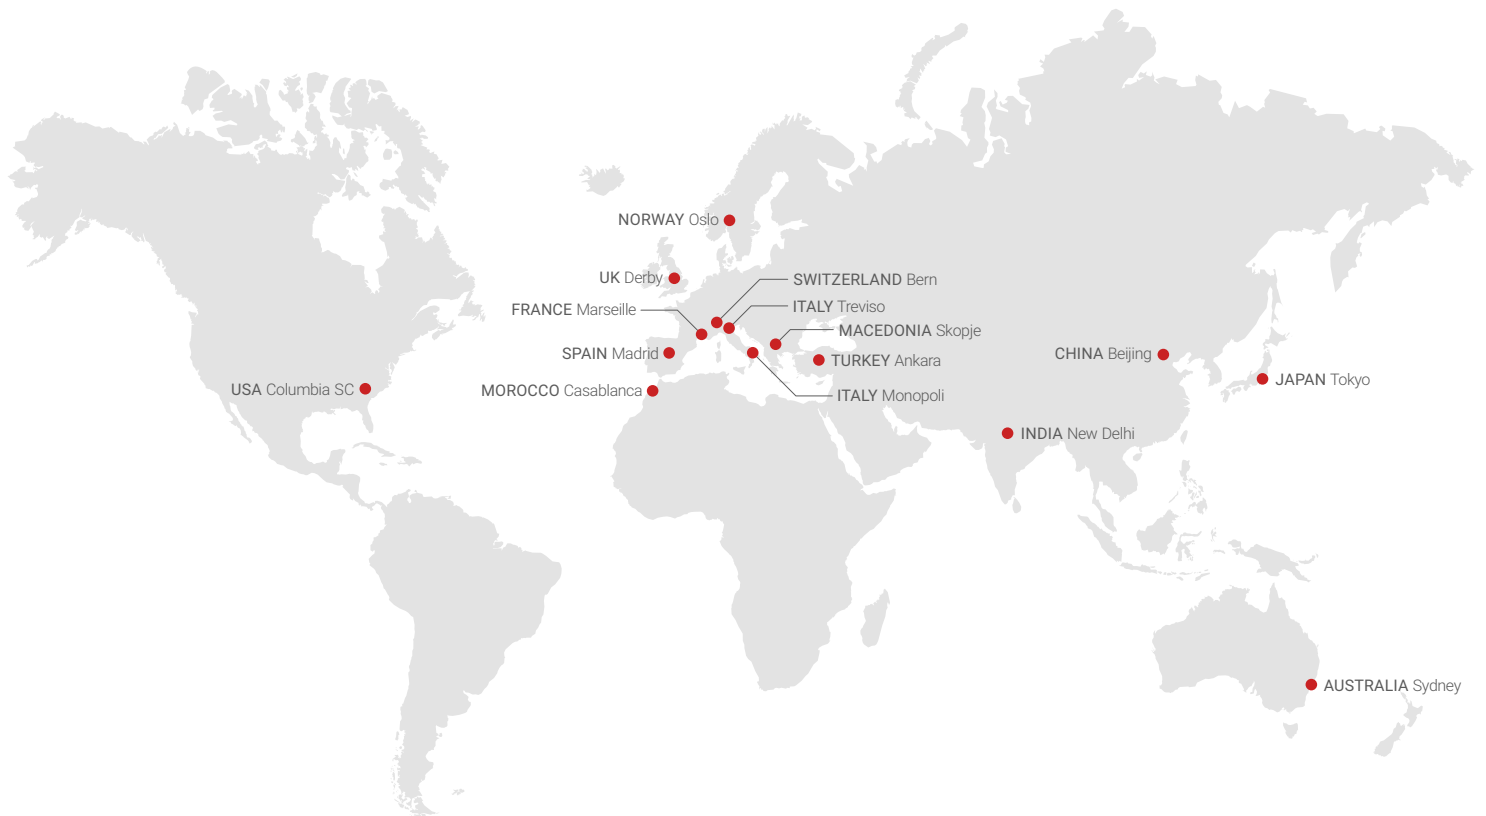 NORWAY Oslo
UK Derby
SWITZERLAND Bern
FRANCE Marseille
ITALY Treviso
MACEDONIA Skopje
SPAIN Madrid
TURKEY Ankara
CHINA Beijing
JAPAN Tokyo
USA Columbia SC
MOROCCO Casablanca
ITALY Monopoli
INDIA New Delhi
AUSTRALIA Sydney